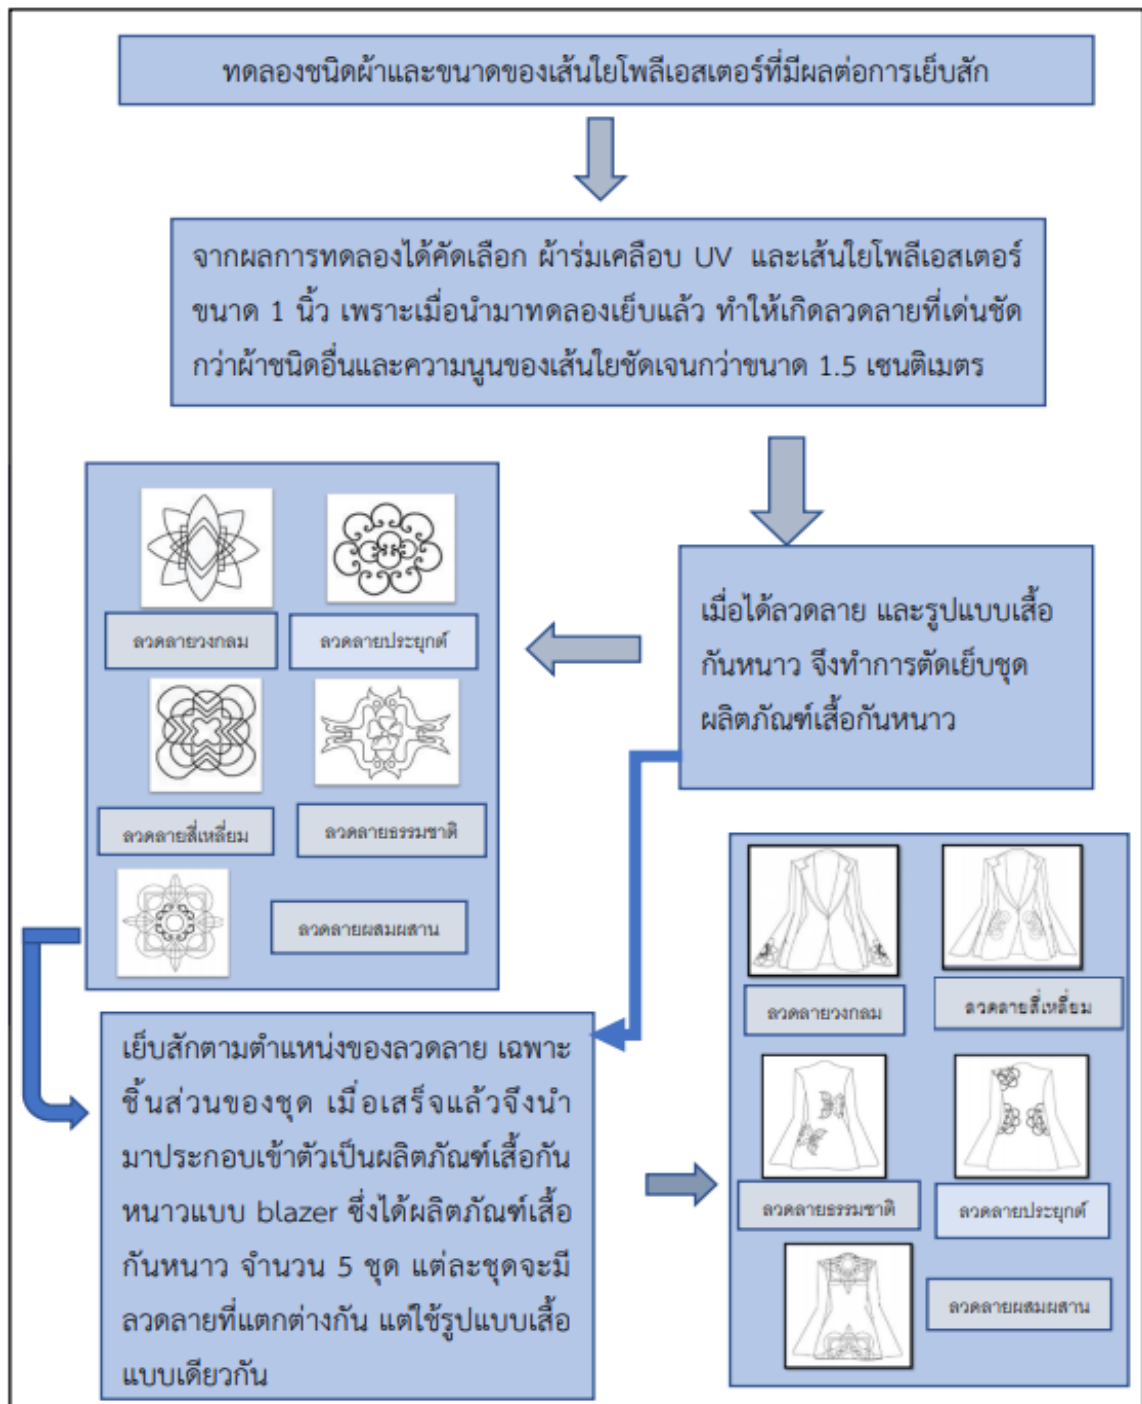 ทดลองชนิดผ้าและขนาดของเส้นใยโพลีเอสเตอร์ที่มีผลต่อการเย็บสัก
จากผลการทดลองได้คัดเลือก ผ้าร่มเคลือบ UV และเส้นใยโพลีเอสเตอร์
ขนาด 1 นิ้ว เพราะเมื่อนำมาทดลองเย็บแล้ว ทำให้เกิดลวดลายที่เด่นชัด
กว่าผ้าชนิดอื่นและความนูนของเส้นใยชัดเจนกว่าขนาด 1.5 เซนติเมตร
เมื่อได้ลวดลาย และรูปแบบเสื้อ
กันหนาว จึงทำการตัดเย็บชุด
ผลิตภัณฑ์เสื้อกันหนาว
ลวดลายวงกลม
ลวดลายประยุกต์
ลวดลายสี่เหลี่ยม
ลวดลายธรรมชาติ
ลวดลายผสมผสาน
เย็บสักตามตำแหน่งของลวดลาย เฉพาะ
ชิ้นส่วนของชุด เมื่อเสร็จแล้วจึงนำ
มาประกอบเข้าตัวเป็นผลิตภัณฑ์เสื้อกัน
หนาวแบบ blazer ซึ่งได้ผลิตภัณฑ์เสื้อ
กันหนาว จำนวน 5 ชุด แต่ละชุดจะมี
ลวดลายที่แตกต่างกัน แต่ใช้รูปแบบเสื้อ
แบบเดียวกัน
ลวดลายวงกลม
ลวดลายสี่เหลี่ยม
ลวดลายธรรมชาติ
ลวดลายประยุกต์
ลวดลายผสมผสาน